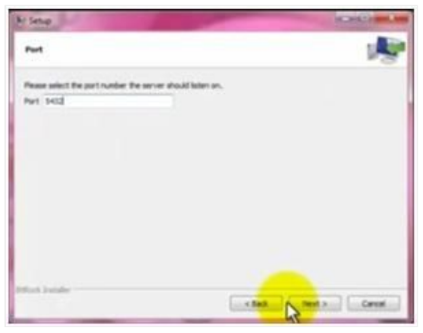 Setup
Port
Please select the port number the server should listen on.
Port 5432
BitRock Installer
< Back
Next >
Cancel